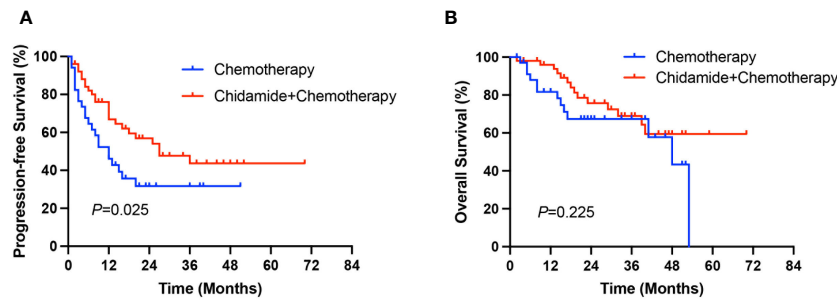 A
Progression-free Survival (%)
100
80
60
40
20
0
Chemotherapy
Chidamide+Chemotherapy
P=0.025
0 12 24 36 48 60 72 84
Time (Months)
B
Overall Survival (%)
100
80
60
40
20
0
Chemotherapy
Chidamide+Chemotherapy
P=0.225
0 12 24 36 48 60 72 84
Time (Months)